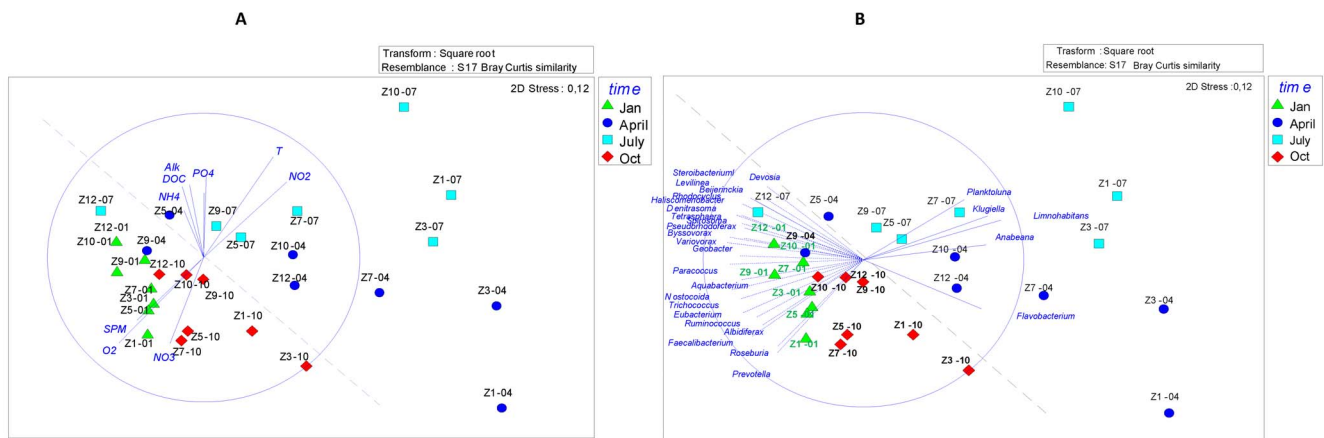 A
Transform : Square root
Resemblance : S17 Bray Curtis similarity
2D Stress : 0,12
time
Jan
April
July
Oct
Z10 -07
Z1-07
Z3-07
T
Alk
PO4
DOC
NO2
NH4
Z12-07
Z5-04
Z9-07
Z7-07
Z12-01
Z10-01
Z9-04
Z5-07
Z10-04
Z9-01
Z12-10
Z10-10
Z12-04
Z7-04
Z7-01
Z9-10
Z3-01
Z3-04
Z5-01
Z1-10
SPM
Z5-10
O2
Z1-01
NO3
Z7-10
Z3-10
Z1-04
B
Trasform : Square root
Resemblance: S17 Bray Curtis similarity
2D Stress: 0,12
time
Jan
April
July
Oct
Z10 -07
Z1 -07
Z3 -07
Devosia
Levilinea
Beijerinckia
Rhodocyclus
Haliscomenobacter
Z12 -07
Z5 -04
Planktoluna
Z7 -07
Klugiella
Limnohabitans
Tetrasphaera
Z9 -07
Z5 -07
Z12 -01
Byssovorax
Z9 -04
Anabeana
Variovorax
Z10 -01
Z10 -04
Geobacter
Paracoccus
Z9 -01
Z7 -01
Z12 -10
Z12 -04
Z7 -04
Aquabacterium
Z10 -10
Z9 -10
Nostocoida
Z3 -01
Z3 -04
Trichococcus
Eubacterium
Flavobacterium
Ruminococcus
Albidiferax
Z5 -10
Z1 -10
Faecalibacterium
Z1 -01
Z7 -10
Roseburia
Z3 -10
Prevotella
Z1 -04